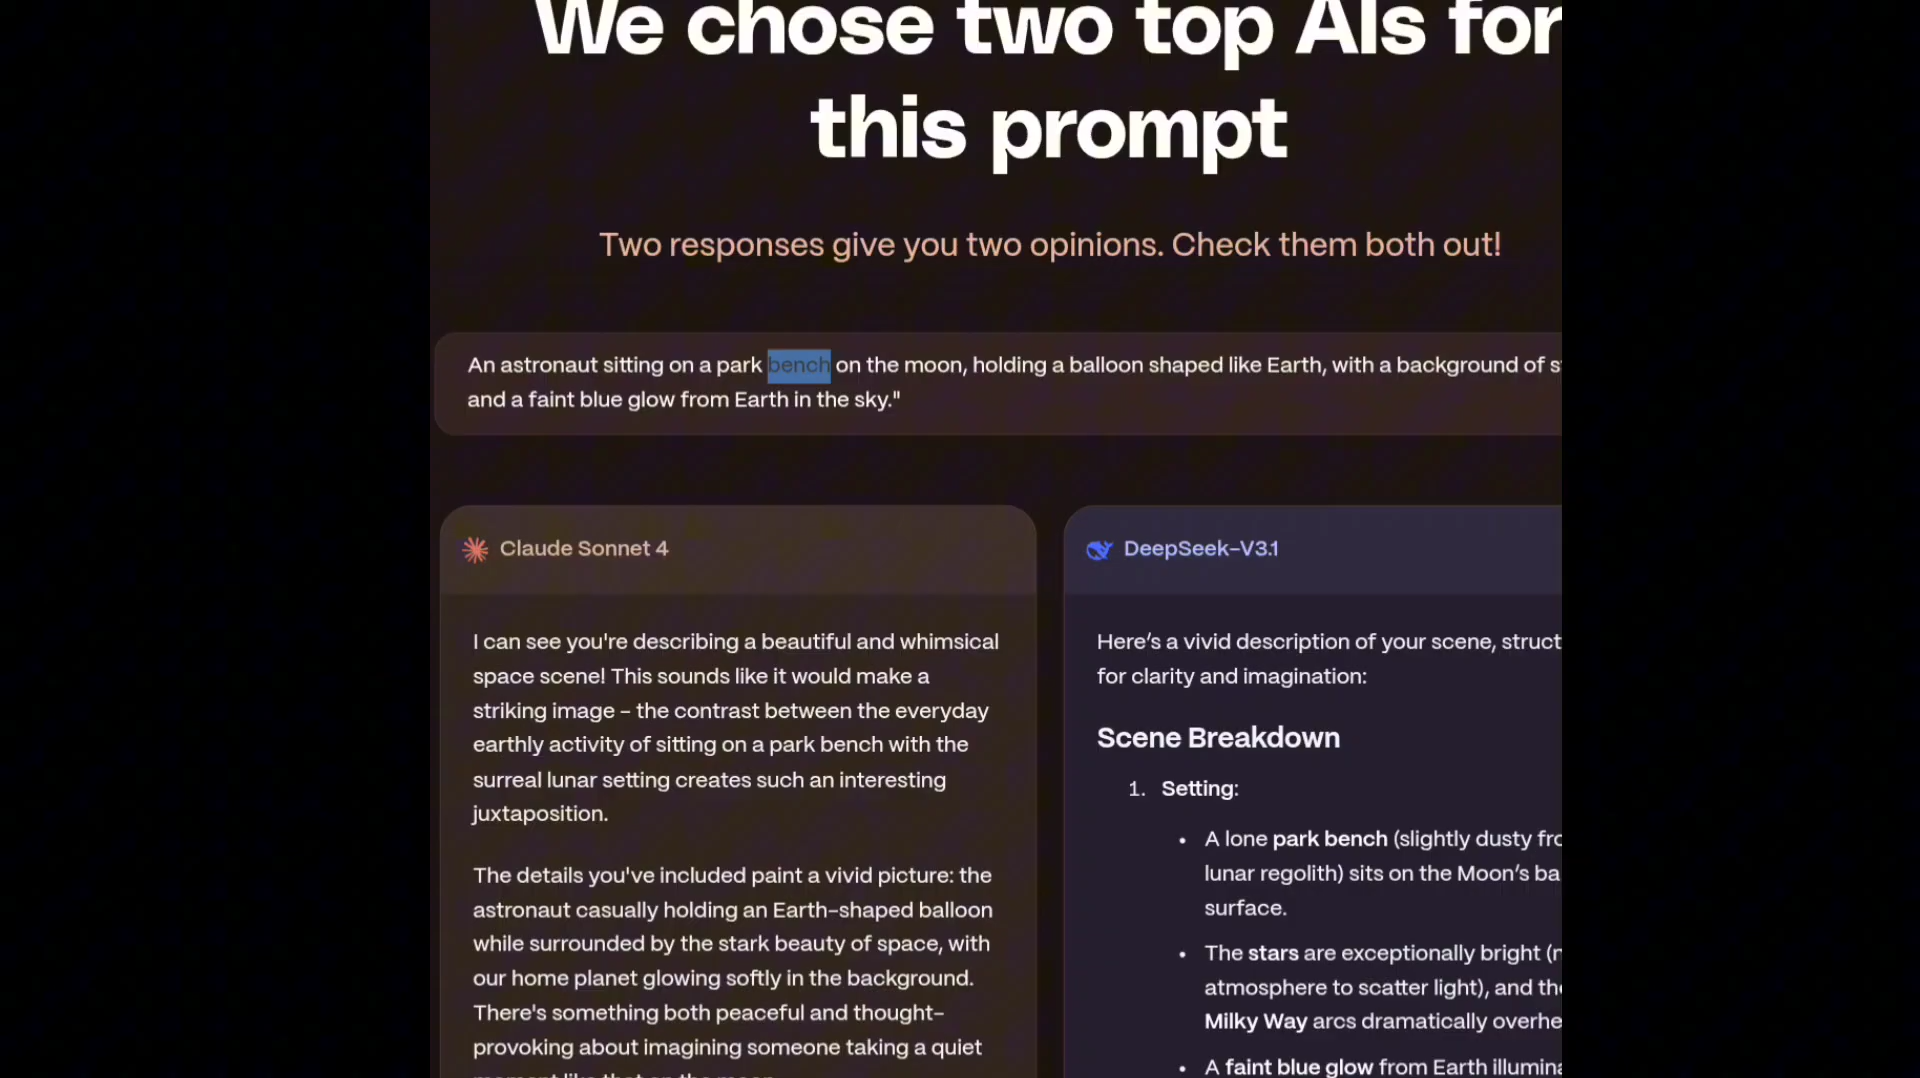 We chose two top AIs for
this prompt
Two responses give you two opinions. Check them both out!
An astronaut sitting on a park bench on the moon, holding a balloon shaped like Earth, with a background of
and a faint blue glow from Earth in the sky."
Claude Sonnet 4
I can see you're describing a beautiful and whimsical
space scene! This sounds like it would make a
striking image – the contrast between the everyday
earthly activity of sitting on a park bench with the
surreal lunar setting creates such an interesting
juxtaposition.
The details you've included paint a vivid picture: the
astronaut casually holding an Earth-shaped balloon
while surrounded by the stark beauty of space, with
our home planet glowing softly in the background.
There's something both peaceful and thought-
provoking about imagining someone taking a quiet
DeepSeek-V3.1
Here’s a vivid description of your scene, struct
for clarity and imagination:
Scene Breakdown
1. Setting:
• A lone park bench (slightly dusty fro
lunar regolith) sits on the Moon’s ba
surface.
• The stars are exceptionally bright (n
atmosphere to scatter light), and the
Milky Way arcs dramatically overhe
• A faint blue glow from Earth illumina